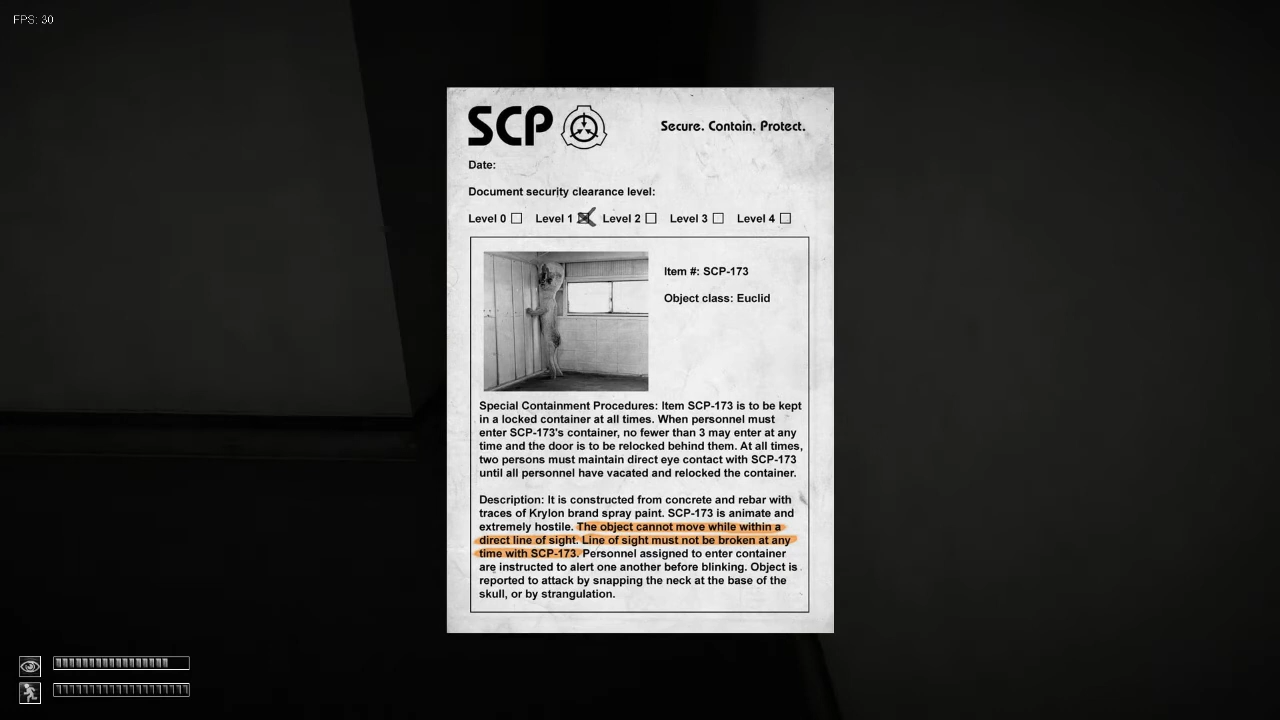 FPS: 30
SCP
Secure. Contain. Protect.
Date:
Document security clearance level:
Level 0 Level 1 Level 2 Level 3 Level 4
Item #: SCP-173
Object class: Euclid
Special Containment Procedures: Item SCP-173 is to be kept
in a locked container at all times. When personnel must
enter SCP-173's container, no fewer than 3 may enter at any
time and the door is to be relocked behind them. At all times,
two persons must maintain direct eye contact with SCP-173
until all personnel have vacated and relocked the container.
Description: It is constructed from concrete and rebar with
traces of Krylon brand spray paint. SCP-173 is animate and
extremely hostile. The object cannot move while within a
direct line of sight. Line of sight must not be broken at any
time with SCP-173. Personnel assigned to enter container
are instructed to alert one another before blinking. Object is
reported to attack by snapping the neck at the base of the
skull, or by strangulation.